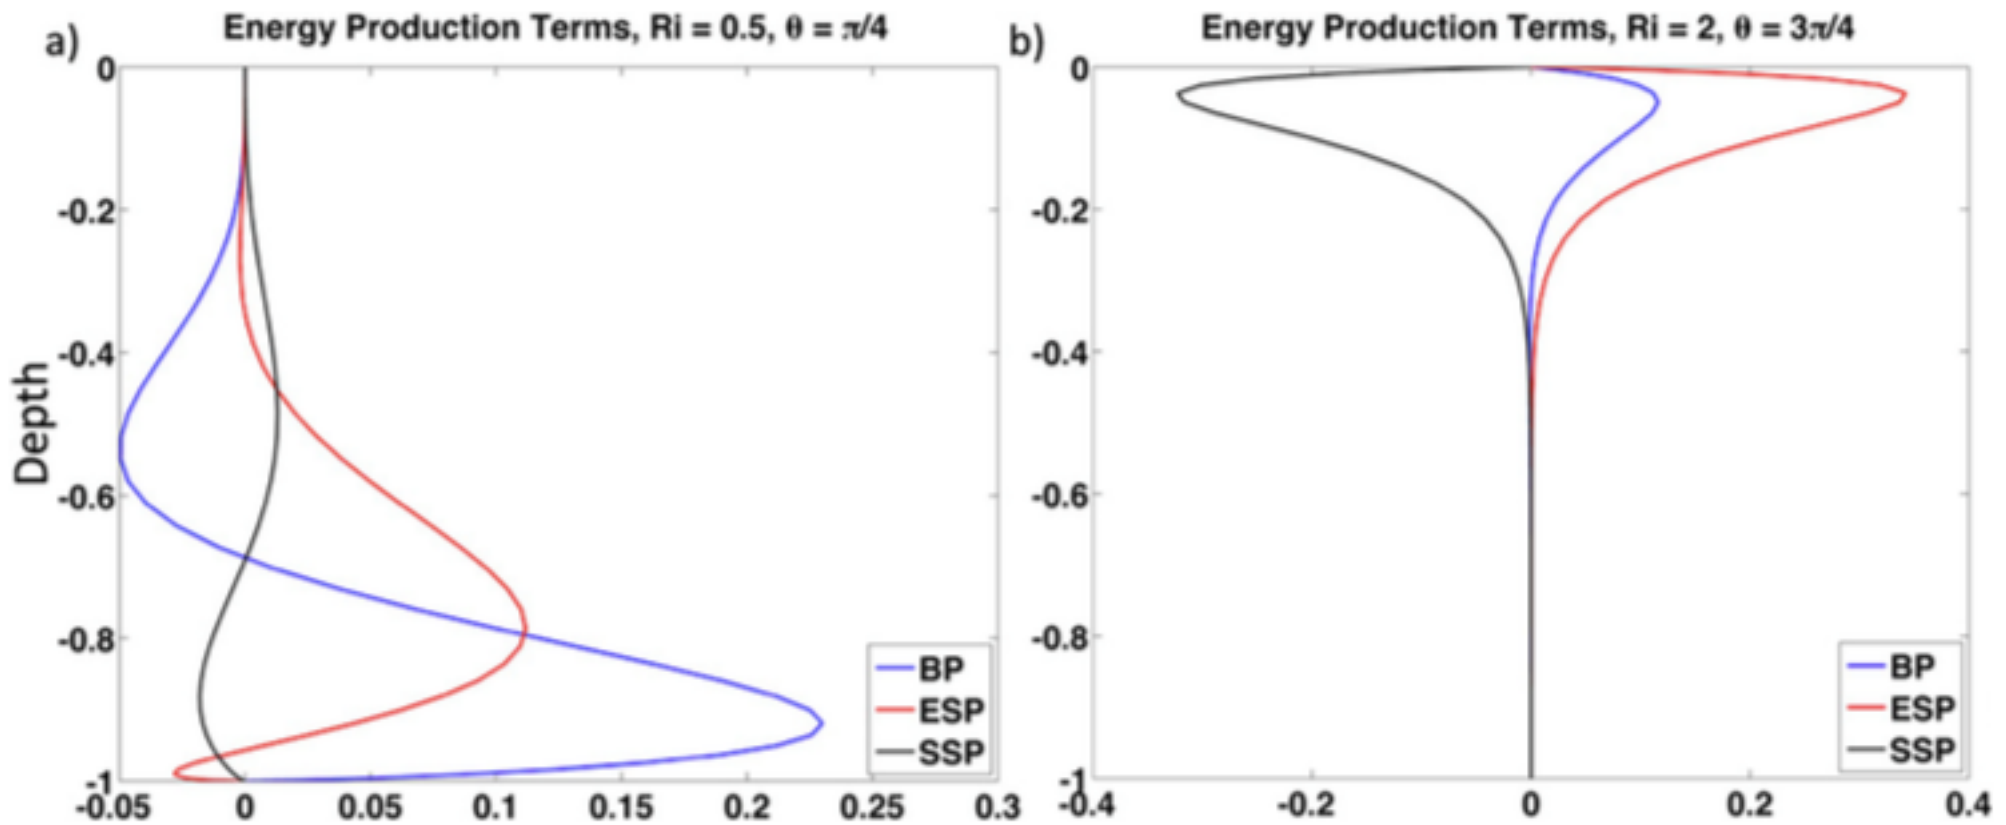 a)
Energy Production Terms, Ri = 0.5, θ = π/4
0
-0.2
-0.4
-0.6
-0.8
-1
Depth
-0.05 0 0.05 0.1 0.15 0.2 0.25 0.3
BP
ESP
SSP
b)
Energy Production Terms, Ri = 2, θ = 3π/4
0
-0.2
-0.4
-0.6
-0.8
-1
-0.4 -0.2 0 0.2 0.4
BP
ESP
SSP